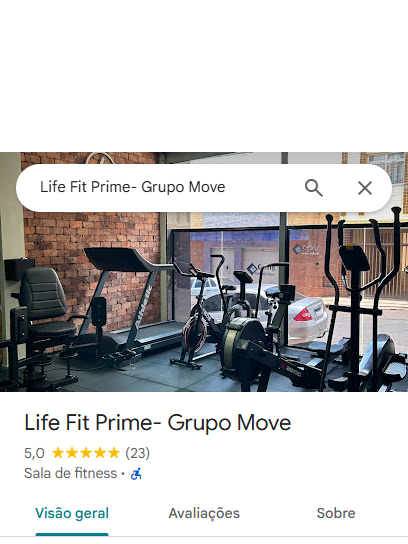 Life Fit Prime- Grupo Move
Life Fit Prime- Grupo Move
5,0 ★★★★★ (23)
Sala de fitness ·
Visão geral Avaliações Sobre